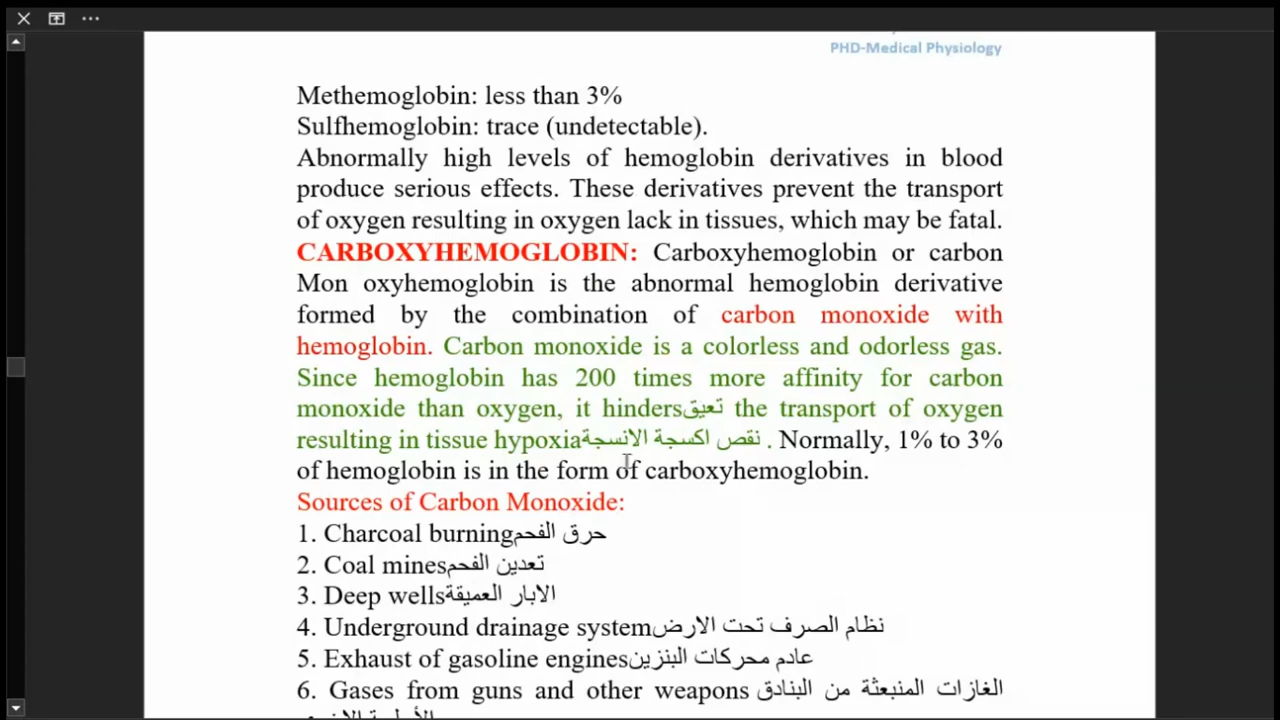 PHD-Medical Physiology
Methemoglobin: less than 3%
Sulfhemoglobin: trace (undetectable).
Abnormally high levels of hemoglobin derivatives in blood
produce serious effects. These derivatives prevent the transport
of oxygen resulting in oxygen lack in tissues, which may be fatal.
CARBOXYHEMOGLOBIN: Carboxyhemoglobin or carbon
Mon oxyhemoglobin is the abnormal hemoglobin derivative
formed by the combination of carbon monoxide with
hemoglobin. Carbon monoxide is a colorless and odorless gas.
Since hemoglobin has 200 times more affinity for carbon
monoxide than oxygen, it hindersتعيق the transport of oxygen
resulting in tissue hypoxiaنقص اكسجة الانسجة . Normally, 1% to 3%
of hemoglobin is in the form of carboxyhemoglobin.
Sources of Carbon Monoxide:
1. Charcoal burningحرق الفحم
2. Coal minesتعدين الفحم
3. Deep wellsالابار العميقة
4. Underground drainage systemنظام الصرف تحت الارض
5. Exhaust of gasoline enginesعادم محركات البنزين
6. Gases from guns and other weapons الغازات المنبعثة من البنادق